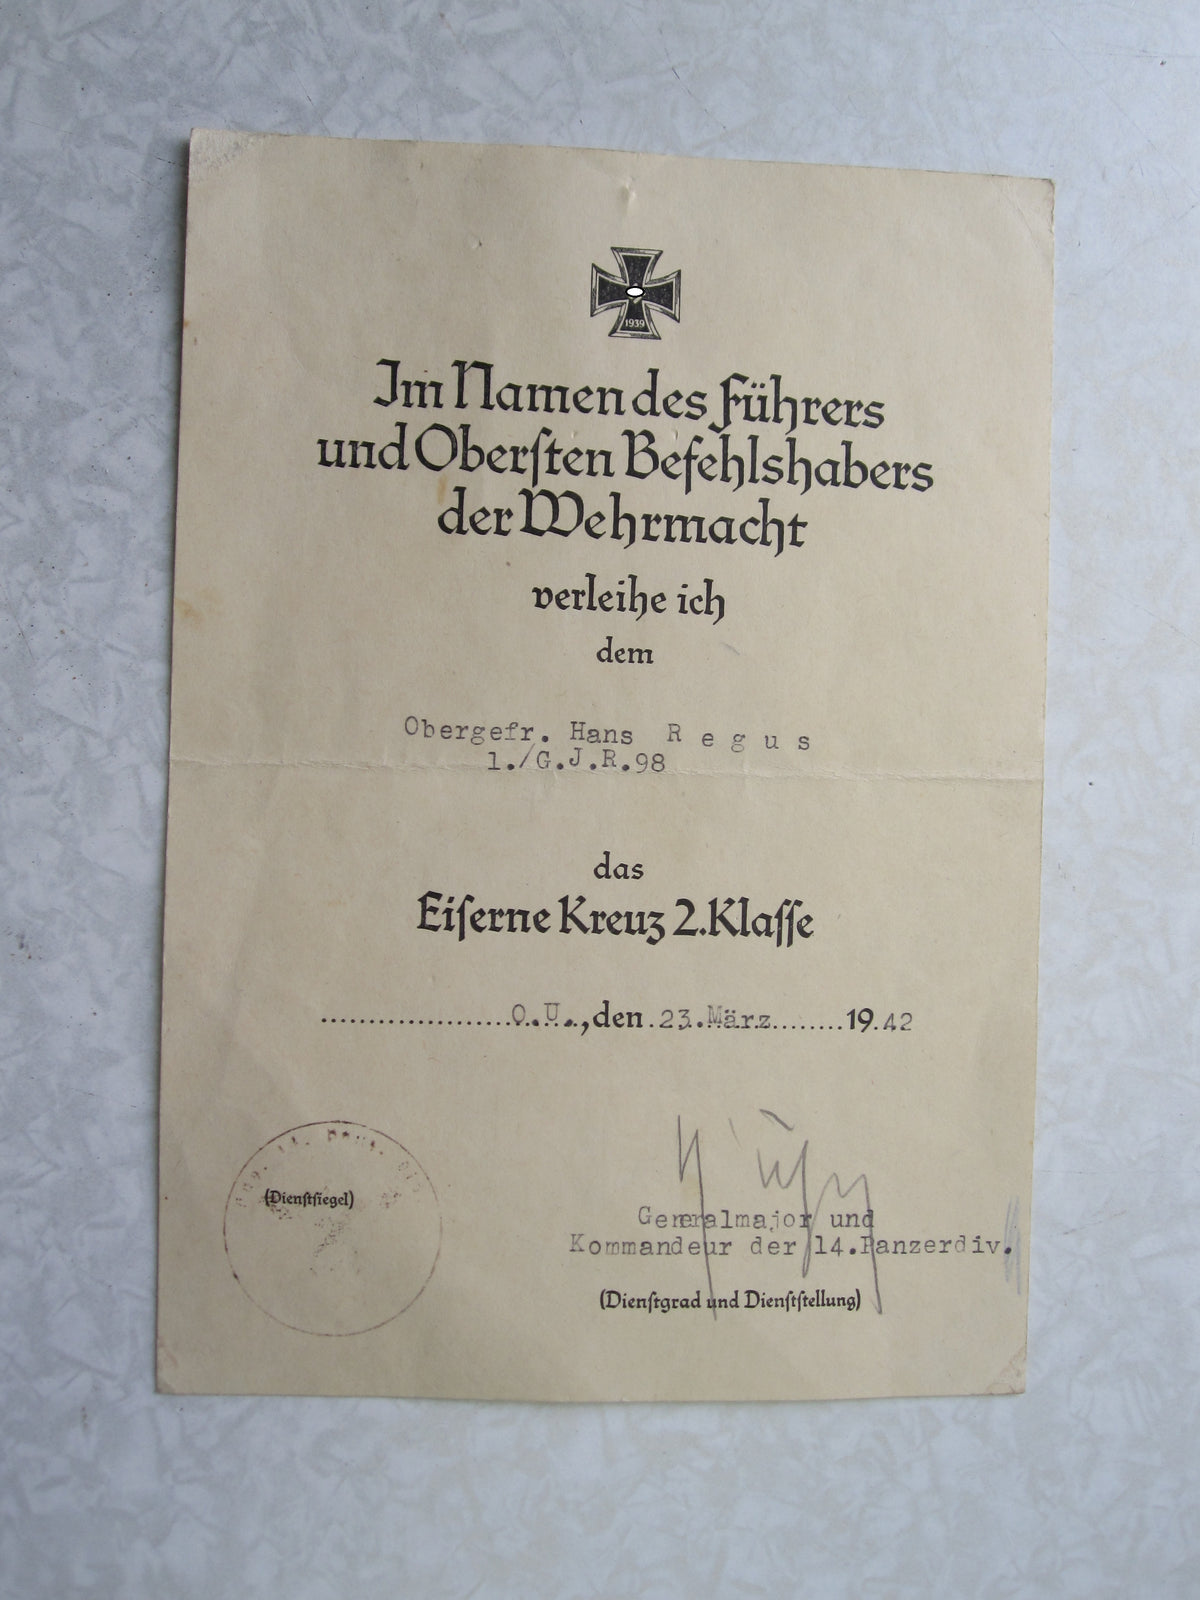 1939
Im Namen des Führers
und Oberſten Befehlshabers
der Wehrmacht
verleihe ich
dem
Obergefr. Hans R e g u s
1./G.J.R.98
das
Eiſerne Kreuz 2.Klaſſe
........................O.U.,den.23.März........19.42
(Dienſtſiegel)
Generalmajor und
Kommandeur der 14.Panzerdiv.
(Dienſtgrad und Dienſtſtellung)